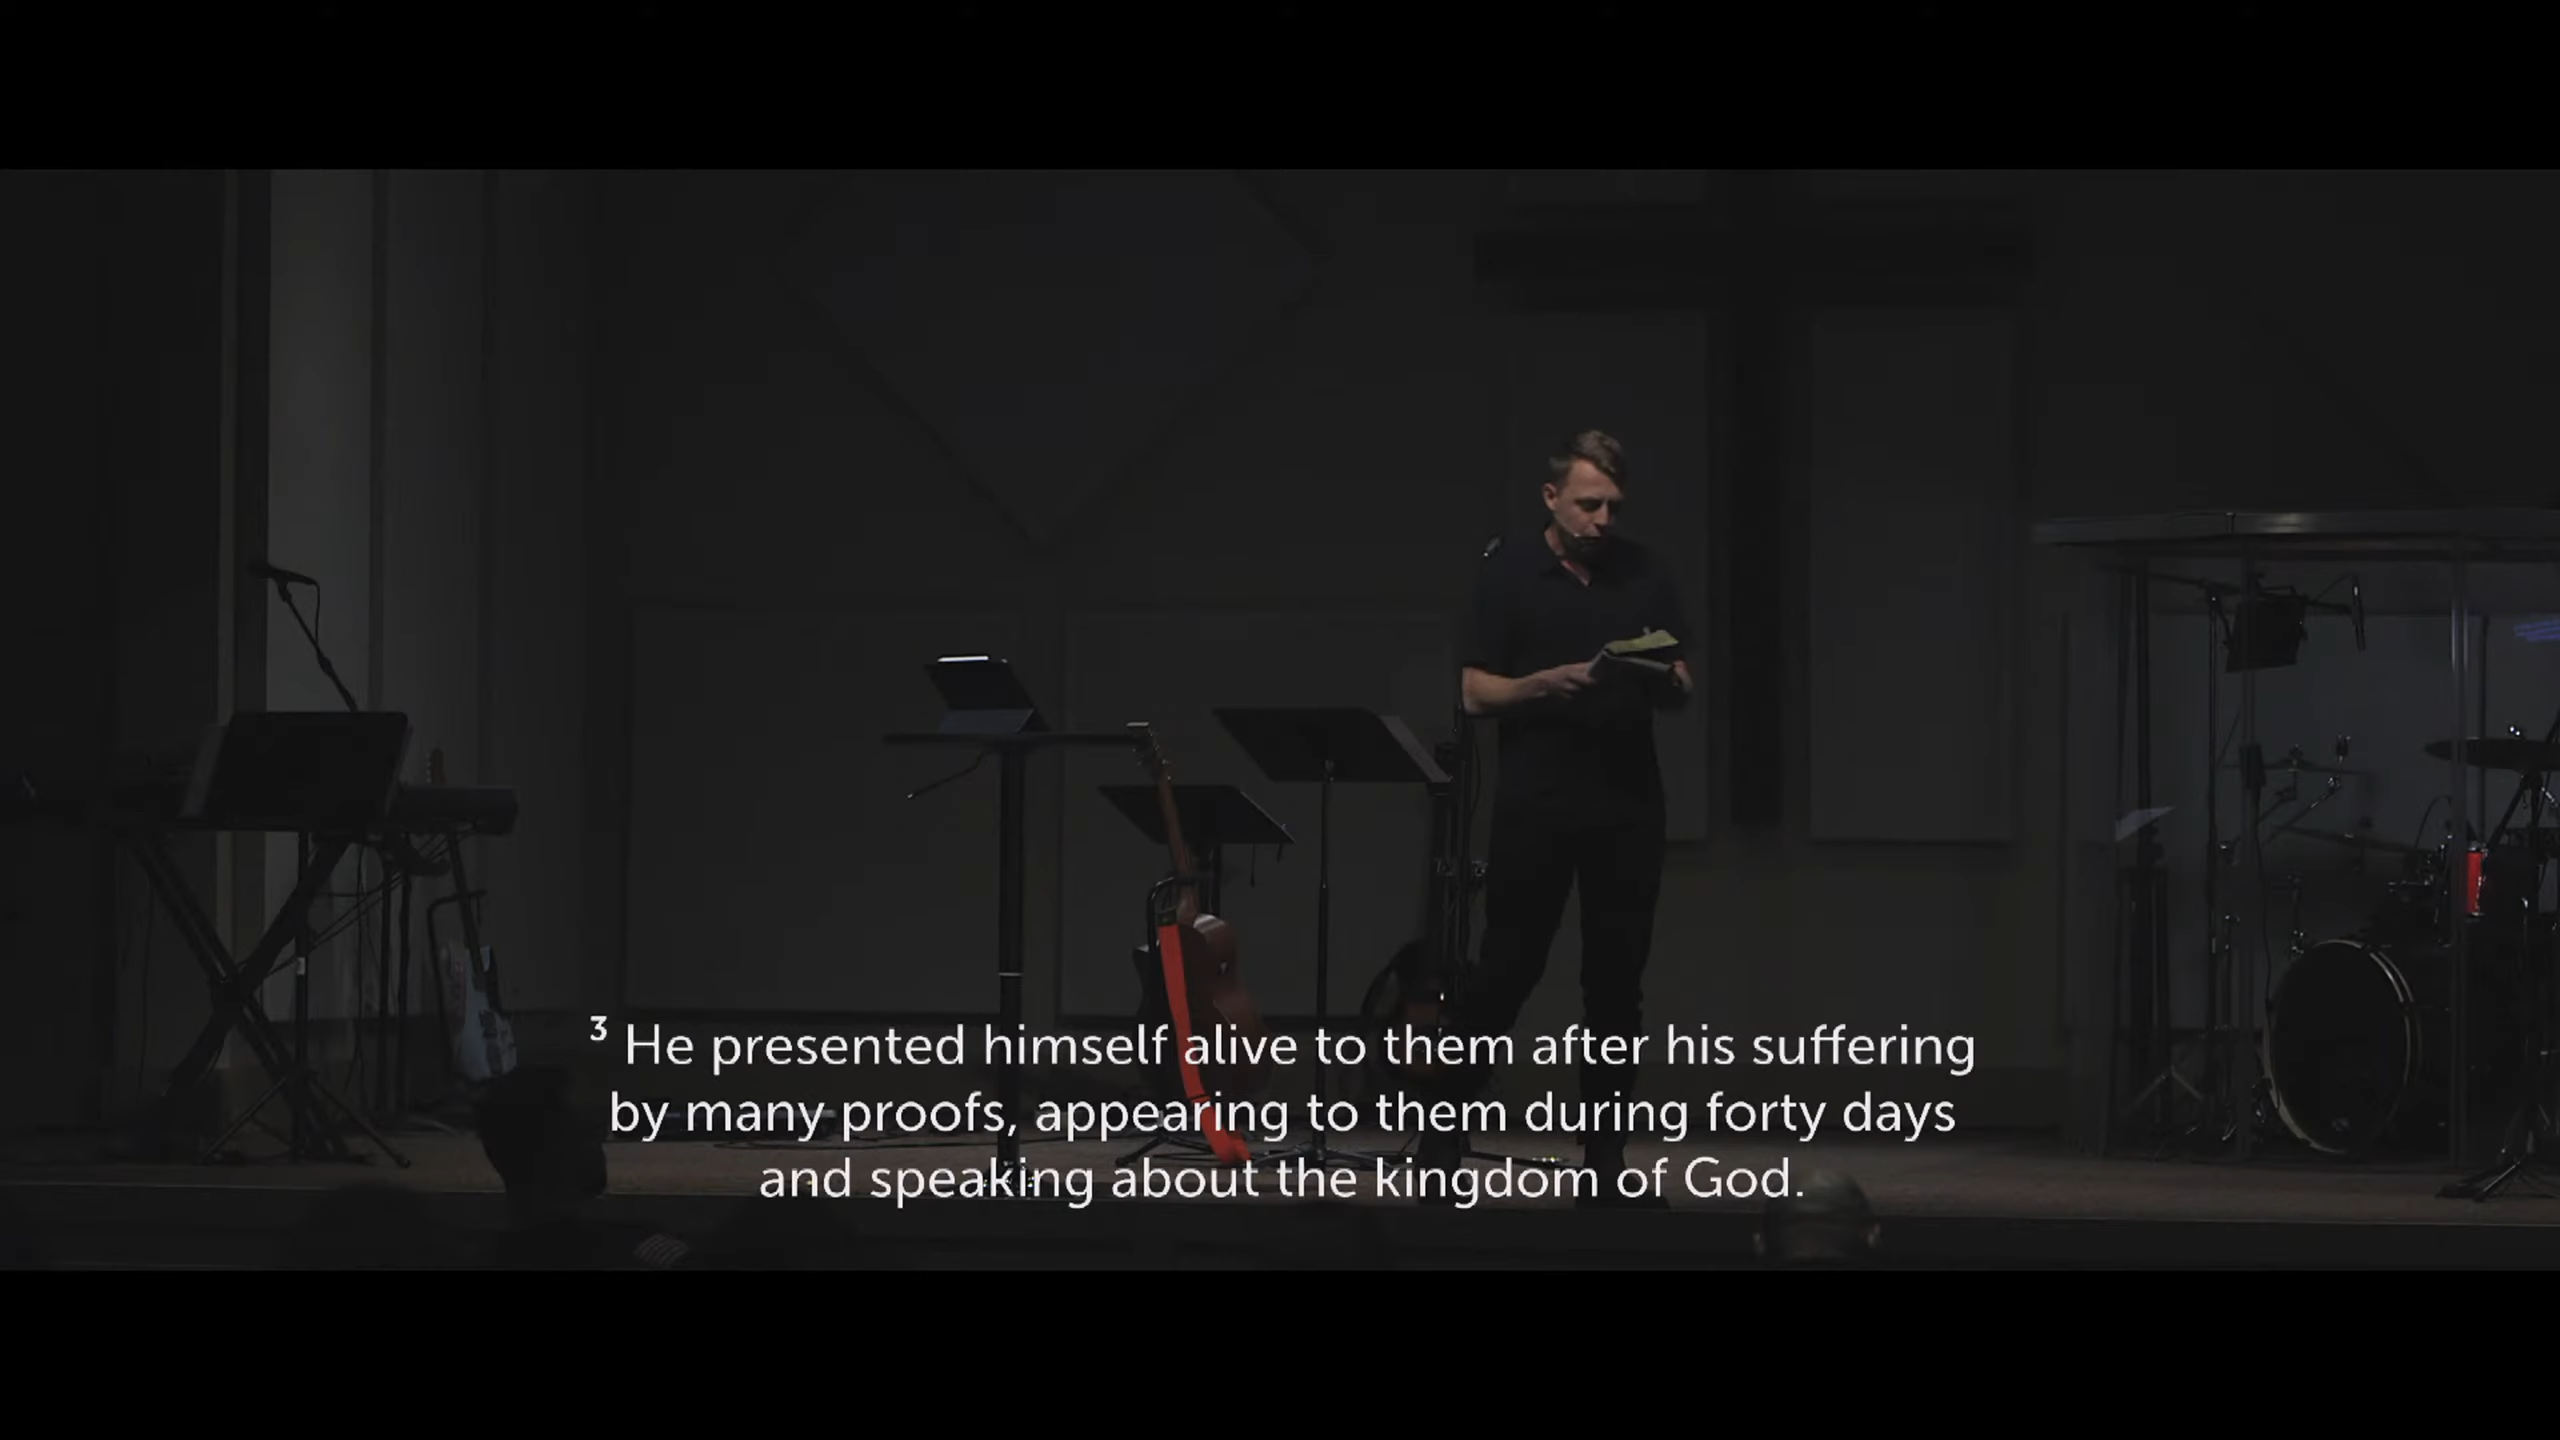 3 He presented himself alive to them after his suffering
by many proofs, appearing to them during forty days
and speaking about the kingdom of God.